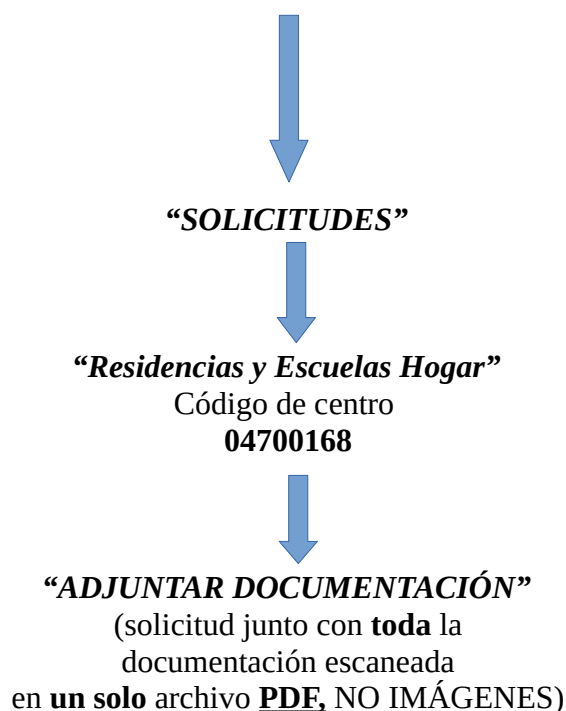 “SOLICITUDES”
“Residencias y Escuelas Hogar”
Código de centro
04700168
“ADJUNTAR DOCUMENTACIÓN”
(solicitud junto con toda la
documentación escaneada
en un solo archivo PDF, NO IMÁGENES)